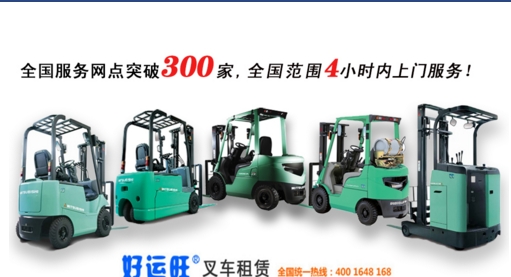 全国服务网点突破300家，全国范围4小时内上门服务！
好运旺® 叉车租赁 全国统一热线：400 1648 168